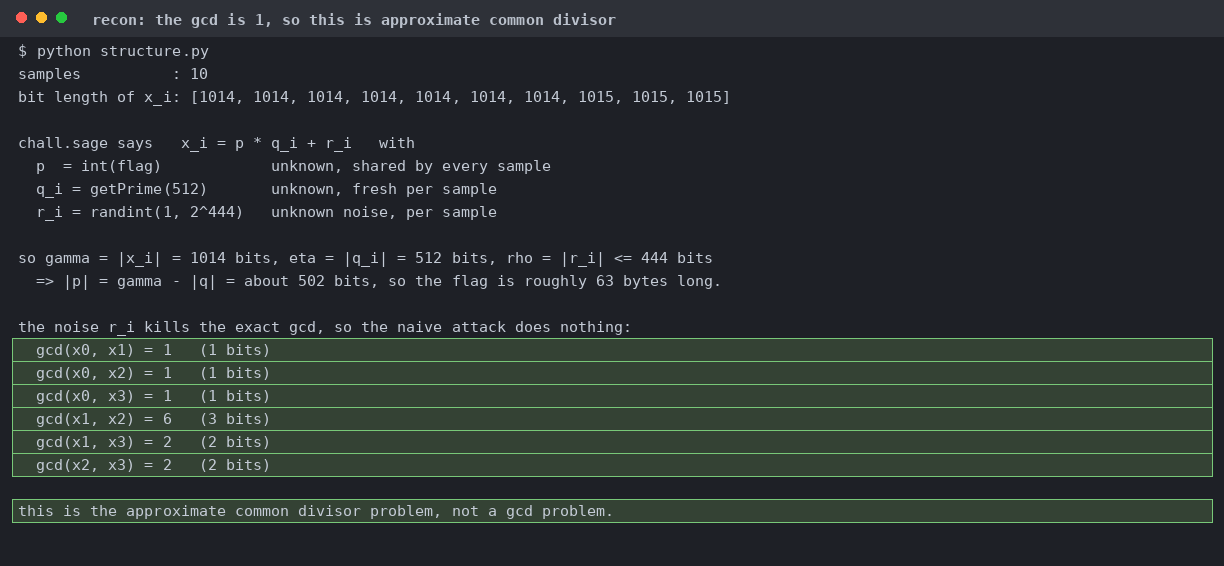 recon: the gcd is 1, so this is approximate common divisor
$ python structure.py
samples          : 10
bit length of x_i: [1014, 1014, 1014, 1014, 1014, 1014, 1014, 1015, 1015, 1015]
chall.sage says   x_i = p * q_i + r_i   with
  p  = int(flag)            unknown, shared by every sample
  q_i = getPrime(512)       unknown, fresh per sample
  r_i = randint(1, 2^444)   unknown noise, per sample
so gamma = |x_i| = 1014 bits, eta = |q_i| = 512 bits, rho = |r_i| <= 444 bits
  => |p| = gamma - |q| = about 502 bits, so the flag is roughly 63 bytes long.
the noise r_i kills the exact gcd, so the naive attack does nothing:
  gcd(x0, x1) = 1   (1 bits)
  gcd(x0, x2) = 1   (1 bits)
  gcd(x0, x3) = 1   (1 bits)
  gcd(x1, x2) = 6   (3 bits)
  gcd(x1, x3) = 2   (2 bits)
  gcd(x2, x3) = 2   (2 bits)
this is the approximate common divisor problem, not a gcd problem.